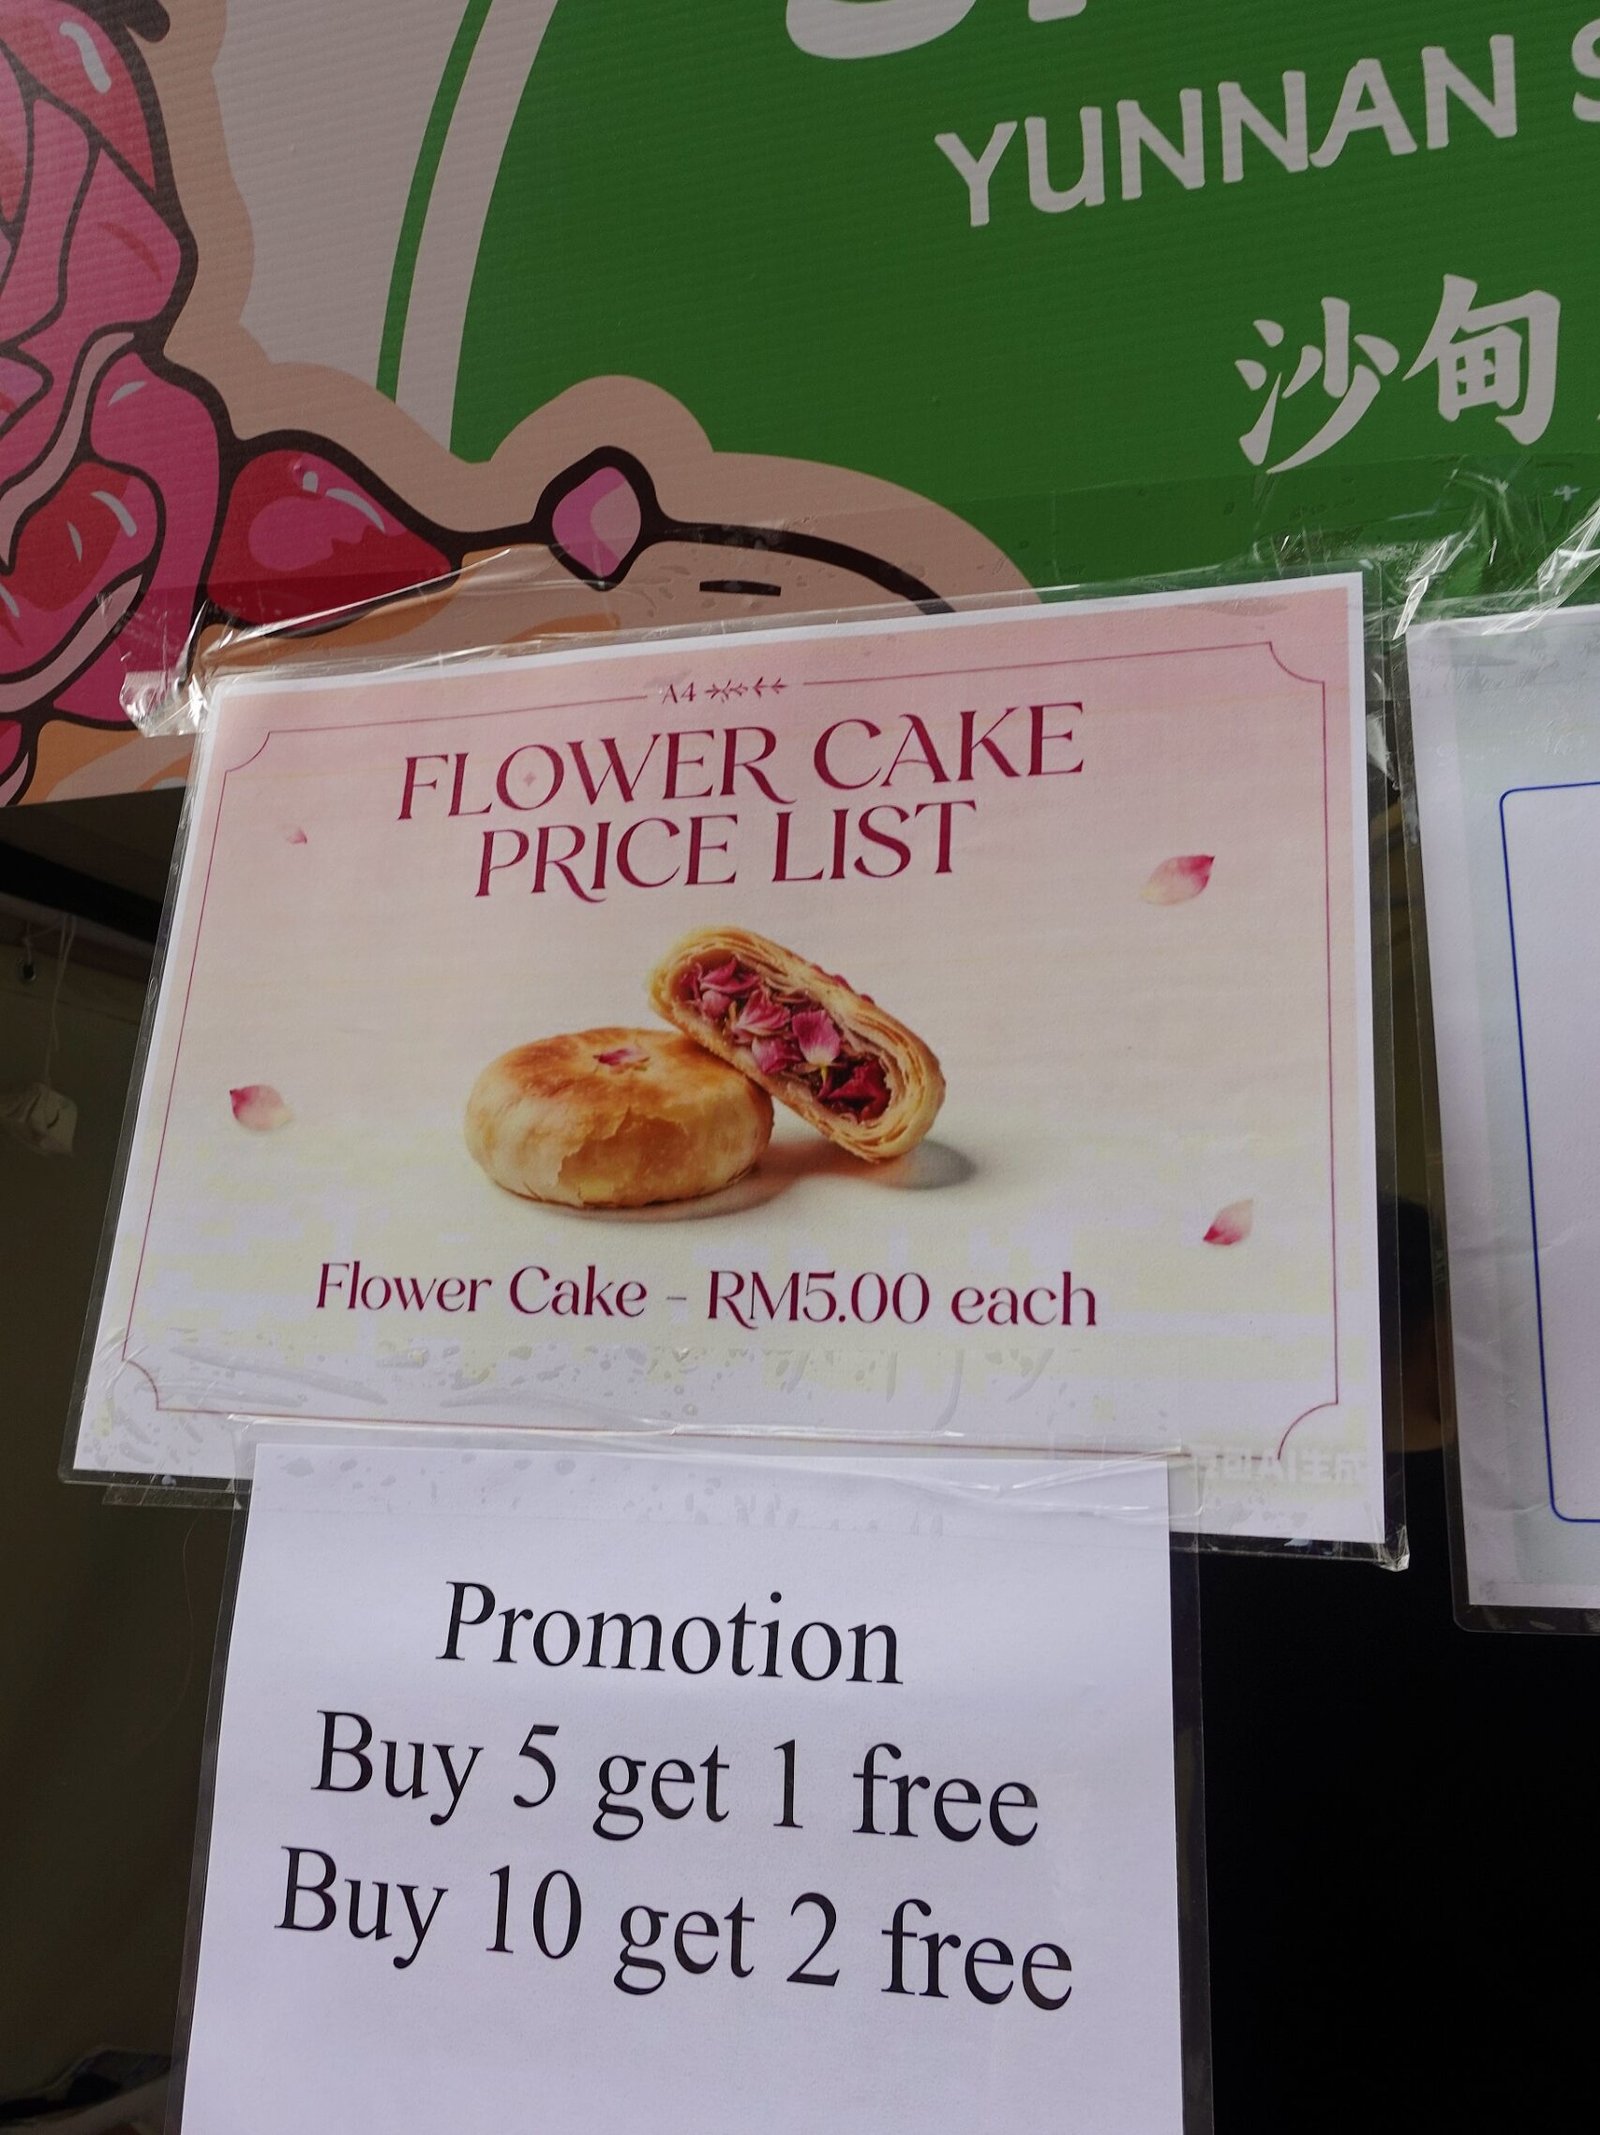 YUNNAN
沙甸
A4
FLOWER CAKE
PRICE LIST
Flower Cake - RM5.00 each
Promotion
Buy 5 get 1 free
Buy 10 get 2 free